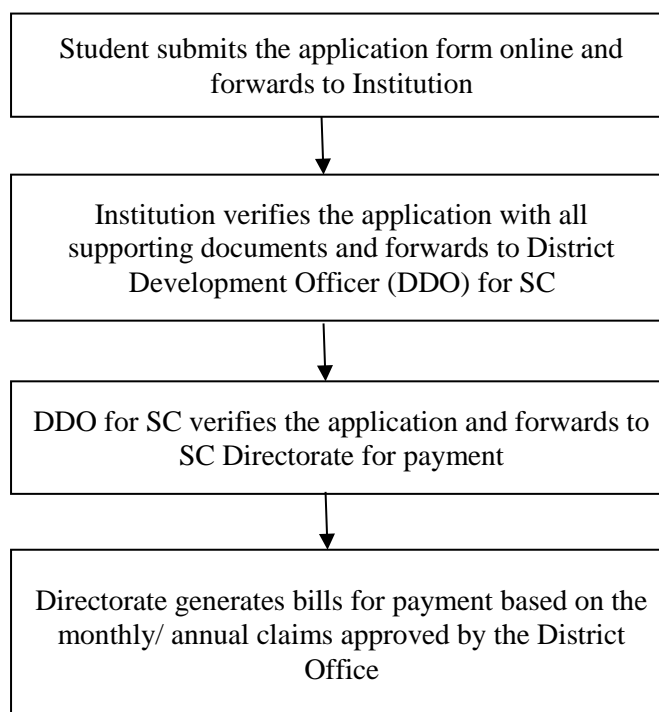 Student submits the application form online and
forwards to Institution
Institution verifies the application with all
supporting documents and forwards to District
Development Officer (DDO) for SC
DDO for SC verifies the application and forwards to
SC Directorate for payment
Directorate generates bills for payment based on the
monthly/ annual claims approved by the District
Office